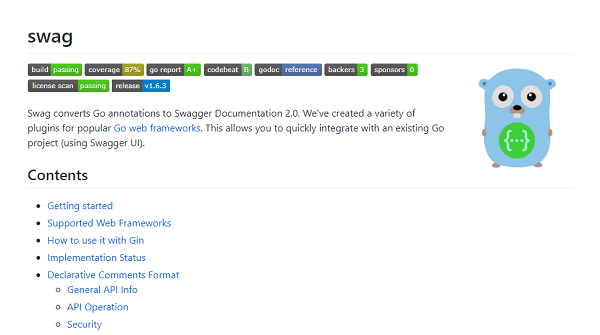 swag
build passing coverage 87% go report A+ codebeat B godoc reference backers 3 sponsors 0
license scan passing release v1.6.3
Swag converts Go annotations to Swagger Documentation 2.0. We've created a variety of
plugins for popular Go web frameworks. This allows you to quickly integrate with an existing Go
project (using Swagger UI).
{···}
Contents
Getting started
Supported Web Frameworks
How to use it with Gin
Implementation Status
Declarative Comments Format
General API Info
API Operation
Security